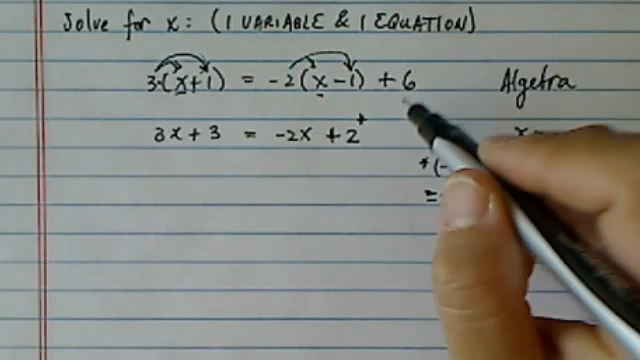 Solve for x: (1 VARIABLE & 1 EQUATION)
3·(x+1) = -2(x-1) + 6
Algebra
3x+3 = -2x +2*
*(-
=